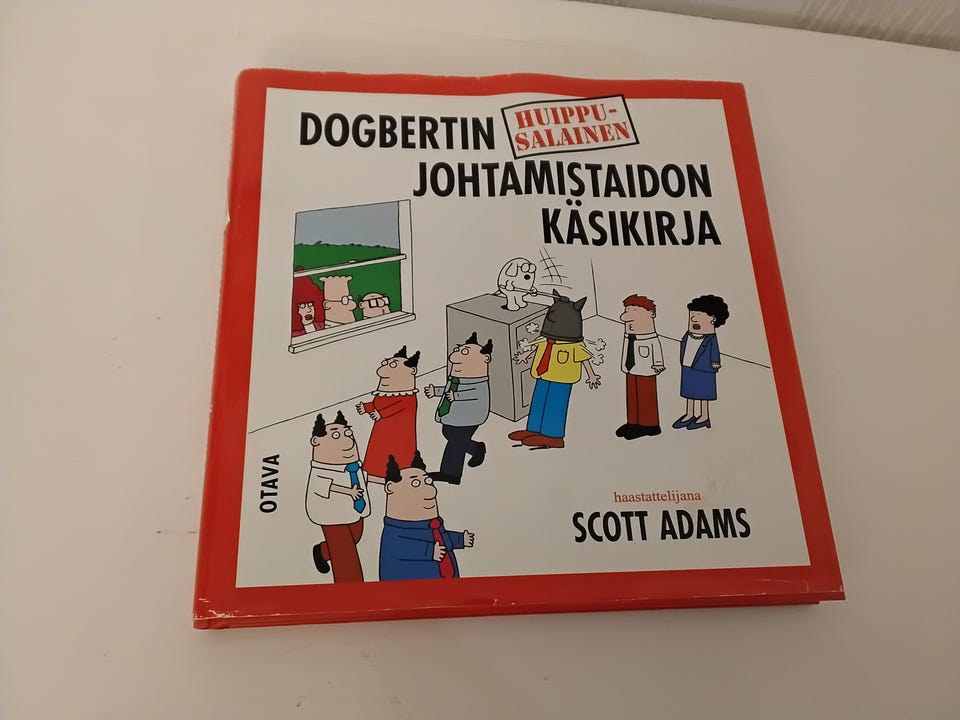 DOGBERTIN
HUIPPU-
SALAINEN
JOHTAMISTAIDON
KÄSIKIRJA
OTAVA
haastattelijana
SCOTT ADAMS